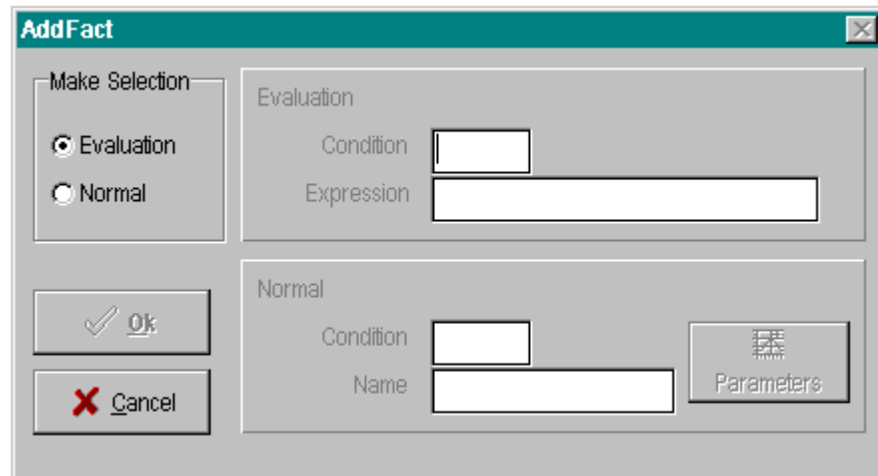 AddFact
Make Selection
Evaluation
Normal
Ok
Cancel
Evaluation
Condition
Expression
Normal
Condition
Name
Parameters